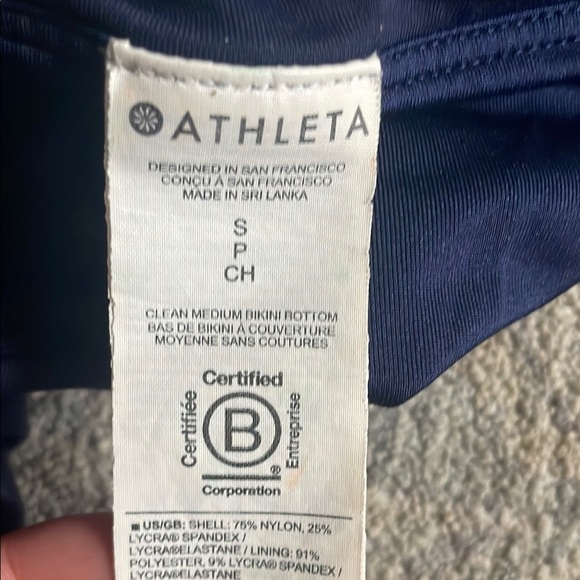 ATHLETA
DESIGNED IN SAN FRANCISCO
CONÇU À SAN FRANCISCO
MADE IN SRI LANKA
S
P
CH
CLEAN MEDIUM BIKINI BOTTOM
BAS DE BIKINI À COUVERTURE
MOYENNE SANS COUTURES
Certified
Certifiée
B
®
Entreprise
Corporation
■ US/GB: SHELL: 75% NYLON, 25%
LYCRA® SPANDEX /
LYCRA®ELASTANE / LINING: 91%
POLYESTER, 9% LYCRA® SPANDEX /
LYCRA®ELASTANE